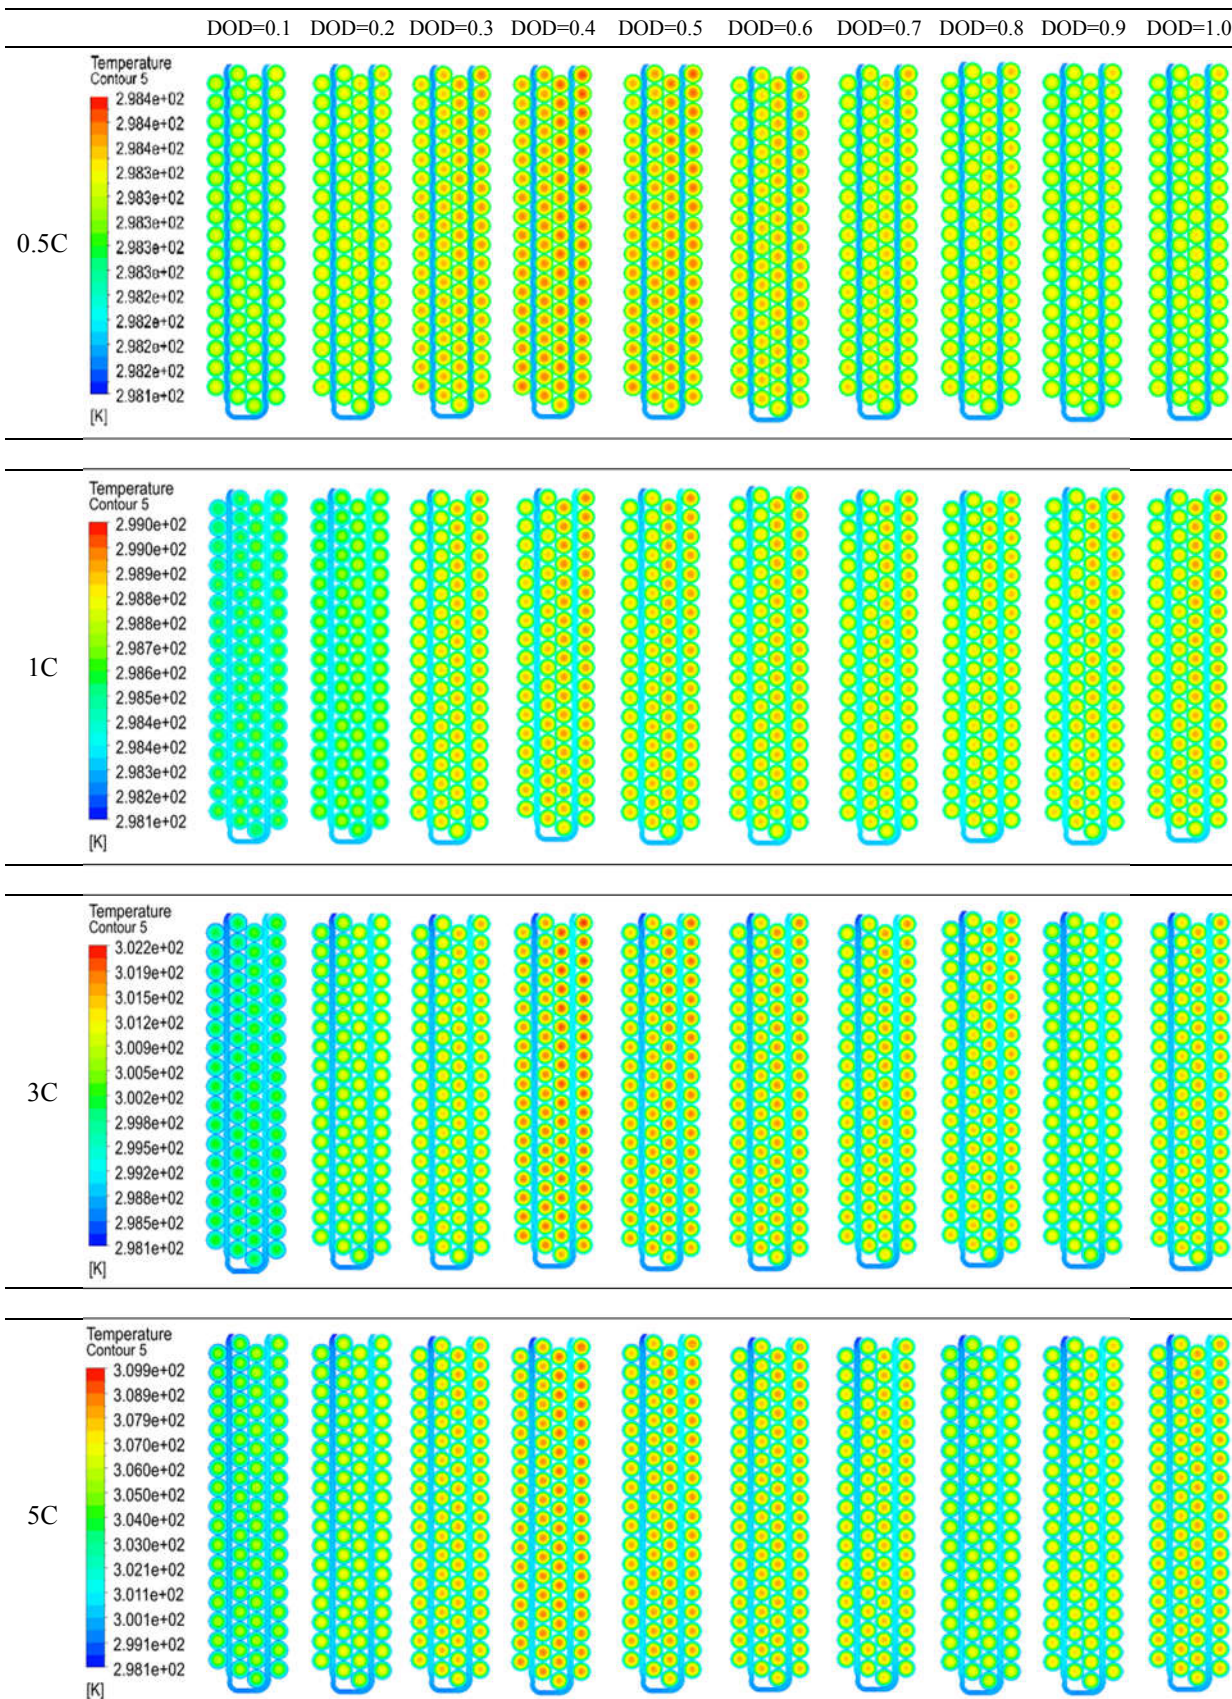 DOD=0.1 DOD=0.2 DOD=0.3 DOD=0.4 DOD=0.5 DOD=0.6 DOD=0.7 DOD=0.8 DOD=0.9 DOD=1.0
Temperature
Contour 5
2.984e+02
2.984e+02
2.984e+02
2.983e+02
2.983e+02
2.983e+02
0.5C
2.983e+02
2.983e+02
2.982e+02
2.982e+02
2.982e+02
2.982e+02
2.981e+02
[K]
Temperature
Contour 5
2.990e+02
2.990e+02
2.989e+02
2.988e+02
2.988e+02
2.987e+02
1C
2.986e+02
2.985e+02
2.984e+02
2.984e+02
2.983e+02
2.982e+02
2.981e+02
[K]
Temperature
Contour 5
3.022e+02
3.019e+02
3.015e+02
3.012e+02
3.009e+02
3.005e+02
3C
3.002e+02
2.998e+02
2.995e+02
2.992e+02
2.988e+02
2.985e+02
2.981e+02
[K]
Temperature
Contour 5
3.099e+02
3.089e+02
3.079e+02
3.070e+02
3.060e+02
3.050e+02
5C
3.040e+02
3.030e+02
3.021e+02
3.011e+02
3.001e+02
2.991e+02
2.981e+02
[K]